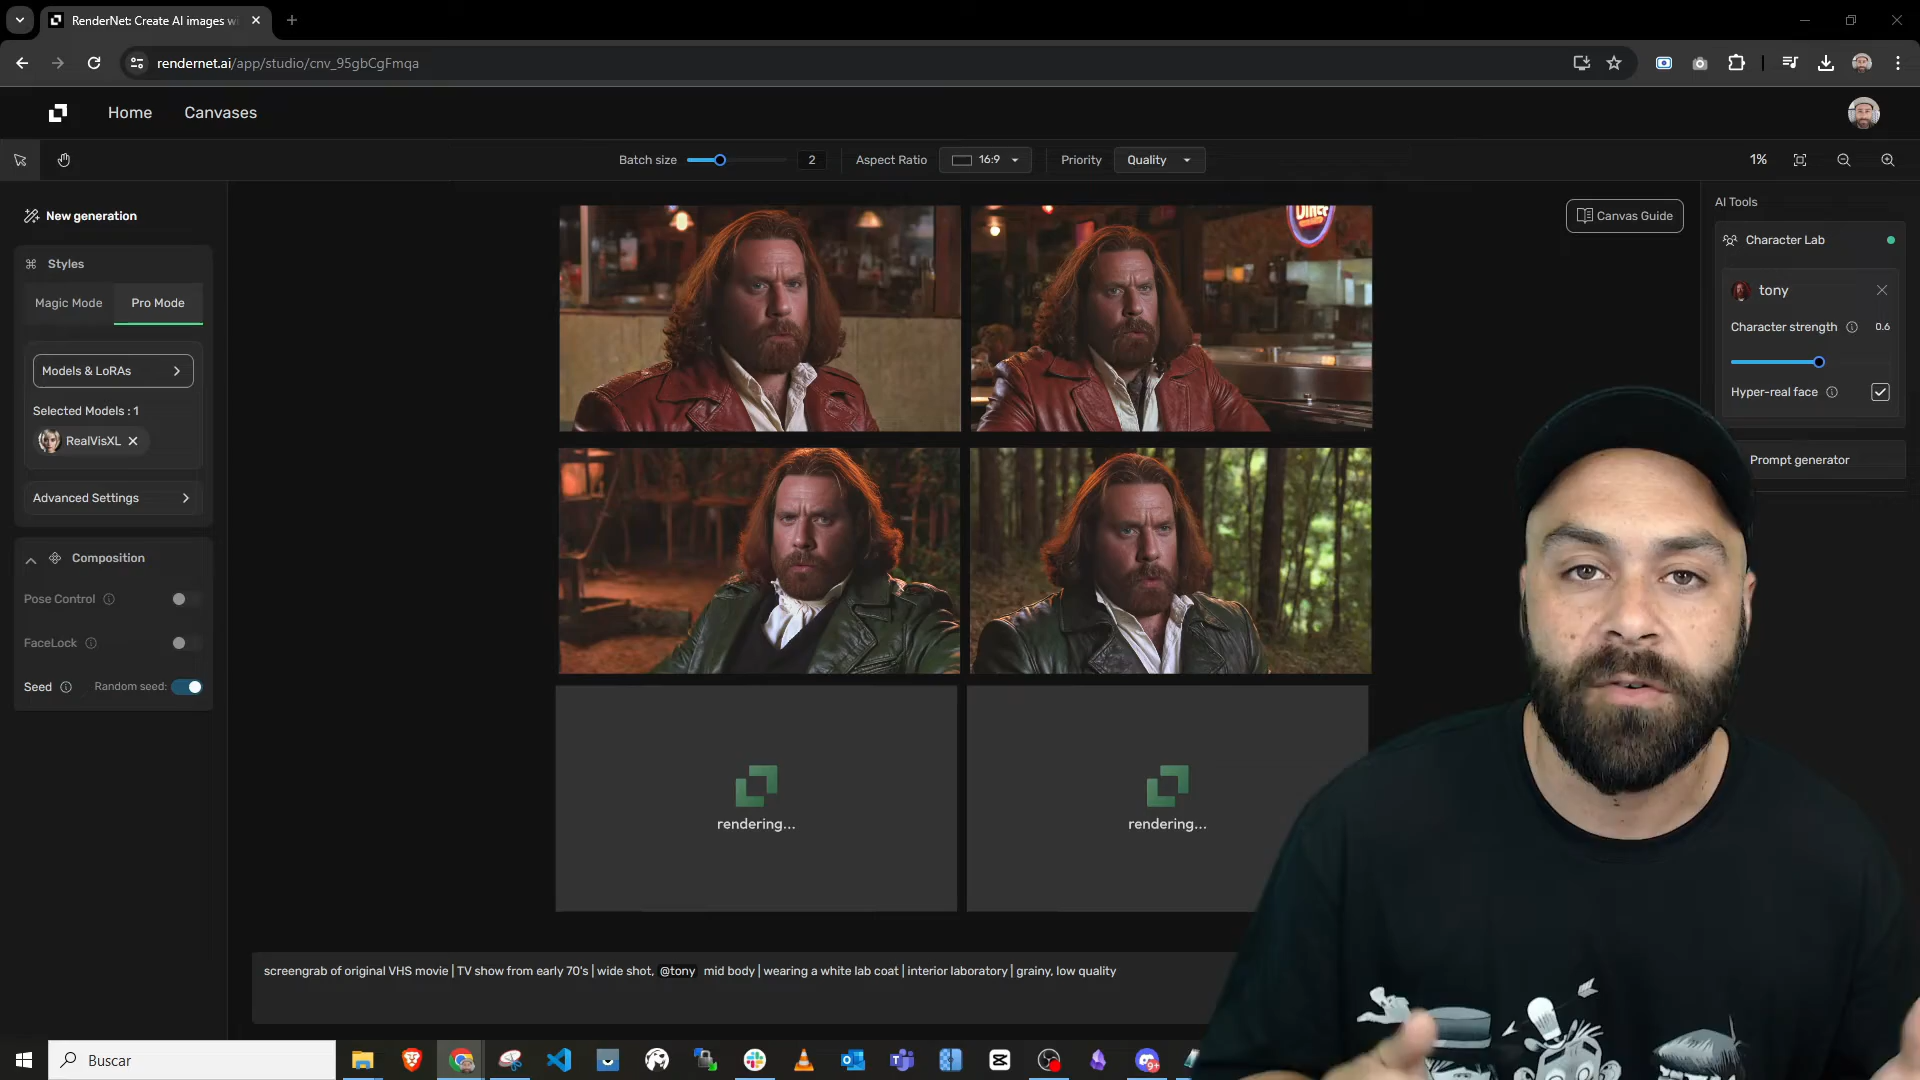 RenderNet: Create AI images w
rendernet.ai/app/studio/cnv_95gbCgFmqa
Home
Canvases
Batch size
2
Aspect Ratio
16:9
Priority
Quality
1%
New generation
Canvas Guide
AI Tools
Styles
Character Lab
Magic Mode
Pro Mode
tony
Character strength
0.6
Models & LoRAs
Hyper-real face
Selected Models : 1
RealVisXL
Prompt generator
Advanced Settings
Composition
Pose Control
FaceLock
Seed
Random seed:
rendering...
rendering...
screengrab of original VHS movie | TV show from early 70's | wide shot, @tony mid body | wearing a white lab coat | interior laboratory | grainy, low quality
Buscar
9+